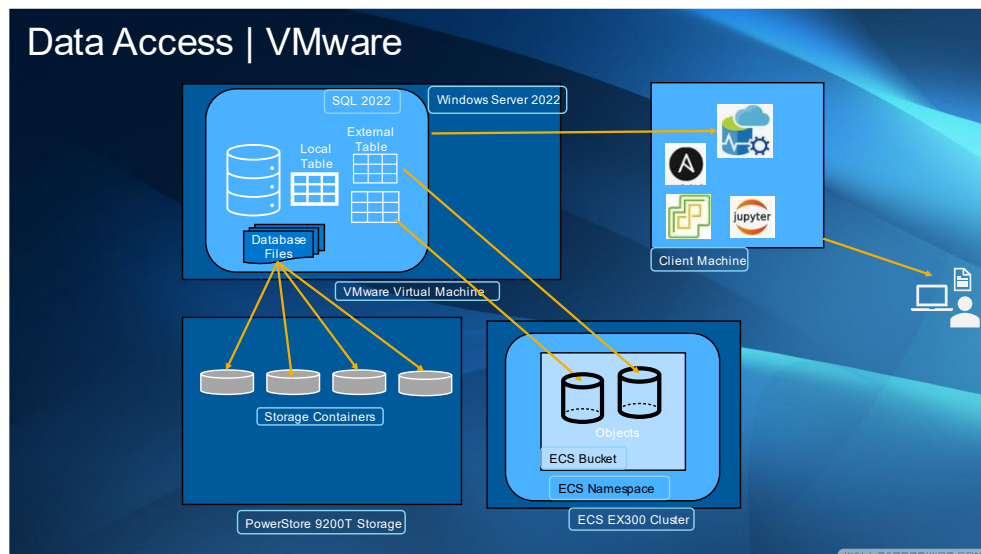 Data Access | VMware
SQL 2022
Windows Server 2022
External
Table
Local
Table
Database
Files
VMware Virtual Machine
A
jupyter
Client Machine
Storage Containers
PowerStore 9200T Storage
Objects
ECS Bucket
ECS Namespace
ECS EX300 Cluster